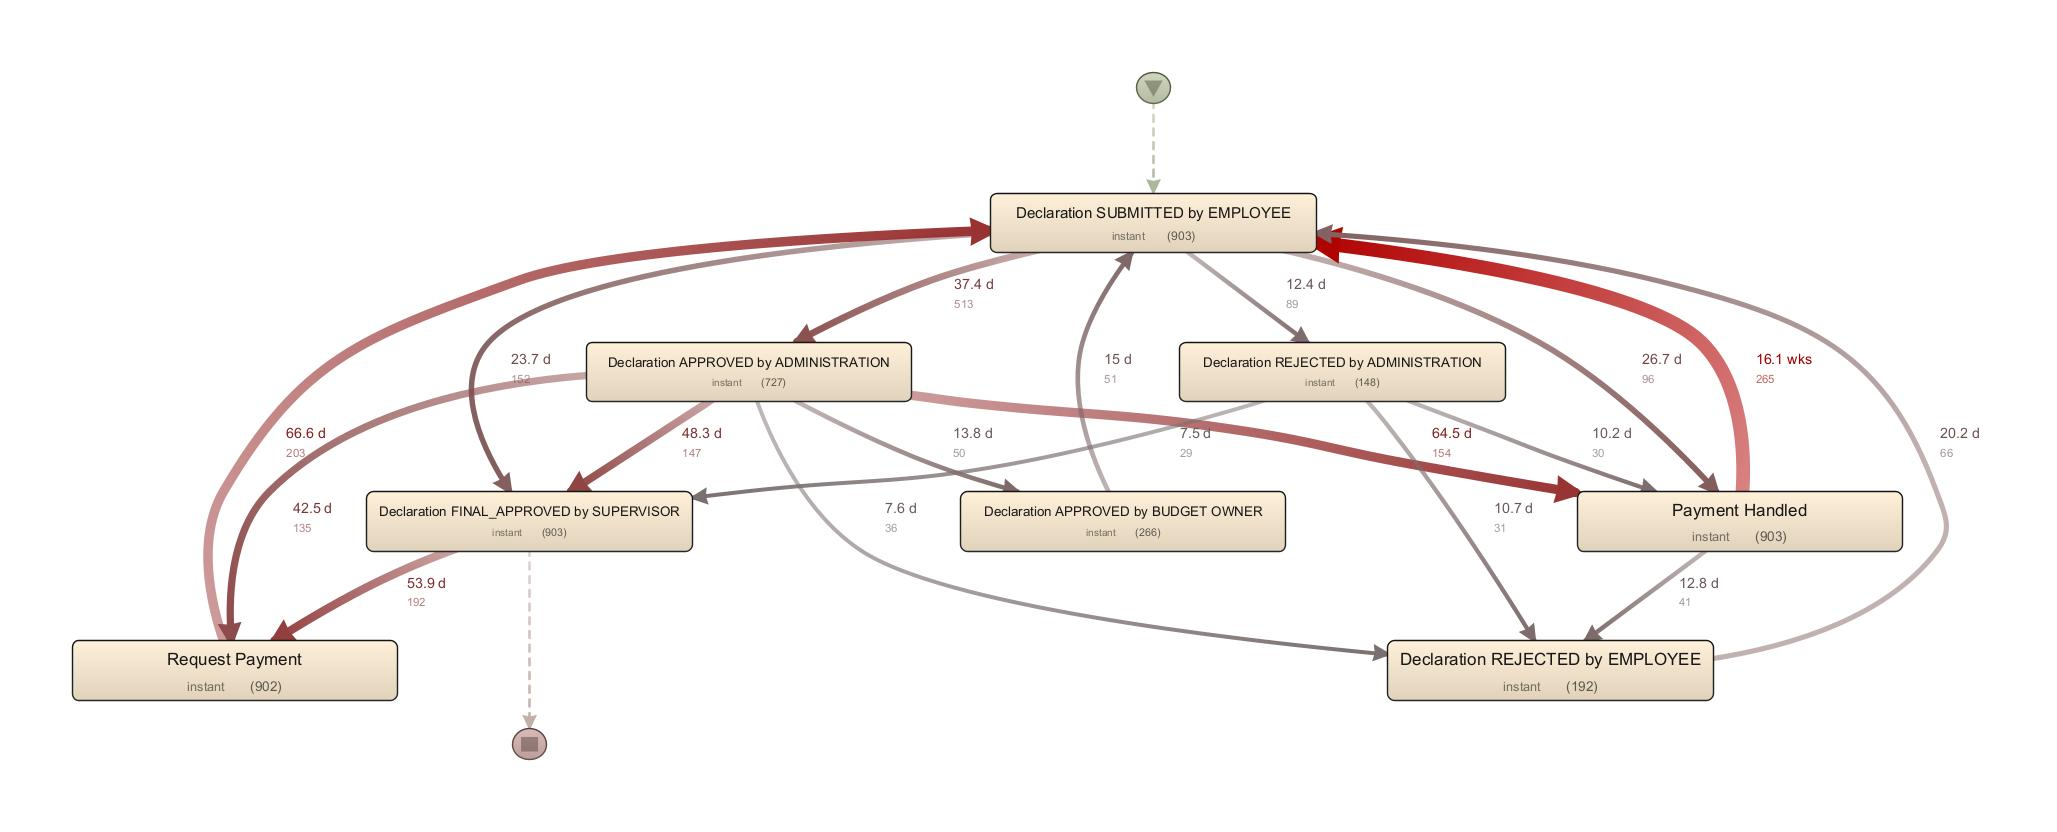 Declaration SUBMITTED by EMPLOYEE
instant (903)
37.4 d
513
12.4 d
89
23.7 d
152
Declaration APPROVED by ADMINISTRATION
instant (727)
15 d
51
Declaration REJECTED by ADMINISTRATION
instant (148)
26.7 d
96
16.1 wks
265
66.6 d
203
48.3 d
147
13.8 d
50
7.5 d
29
64.5 d
154
10.2 d
30
20.2 d
66
42.5 d
135
Declaration FINAL_APPROVED by SUPERVISOR
instant (903)
7.6 d
36
Declaration APPROVED by BUDGET OWNER
instant (266)
10.7 d
31
Payment Handled
instant (903)
53.9 d
192
12.8 d
41
Request Payment
instant (902)
Declaration REJECTED by EMPLOYEE
instant (192)